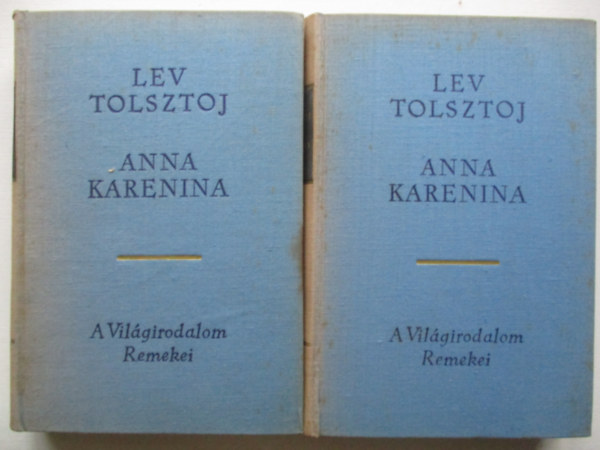 LEV
TOLSZTOJ
ANNA
KARENINA
A Világirodalom
Remekei
LEV
TOLSZTOJ
ANNA
KARENINA
A Világirodalom
Remekei